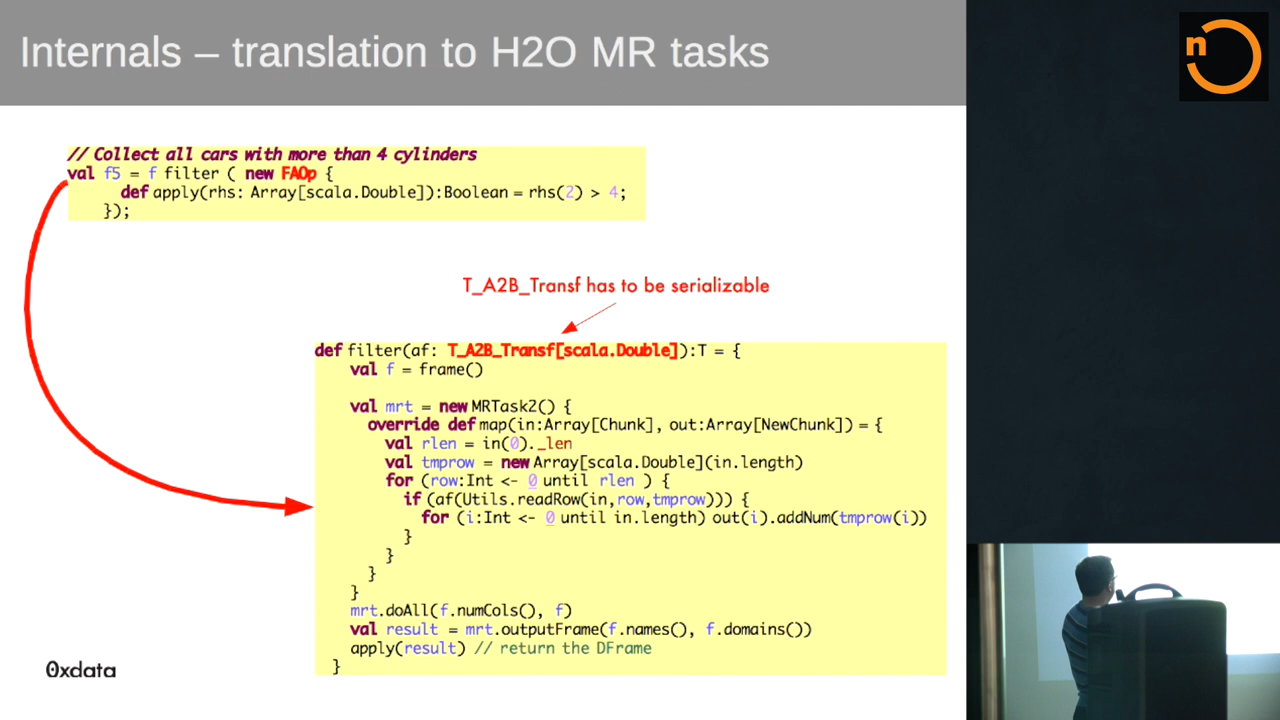 Internals – translation to H2O MR tasks
n
// Collect all cars with more than 4 cylinders
val f5 = f filter ( new FAOp {
def apply(rhs: Array[scala.Double]):Boolean = rhs(2) > 4;
});
T_A2B_Transf has to be serializable
def filter(af: T_A2B_Transf[scala.Double]):T = {
val f = frame()
val mrt = new MRTask2() {
override def map(in:Array[Chunk], out:Array[NewChunk]) = {
val rlen = in(0)._len
val tmprow = new Array[scala.Double](in.length)
for (row:Int <- 0 until rlen ) {
if (af(Utils.readRow(in,row,tmprow))) {
for (i:Int <- 0 until in.length) out(i).addNum(tmprow(i))
}
}
}
}
mrt.doAll(f.numCols(), f)
val result = mrt.outputFrame(f.names(), f.domains())
apply(result) // return the DFrame
}
0xdata